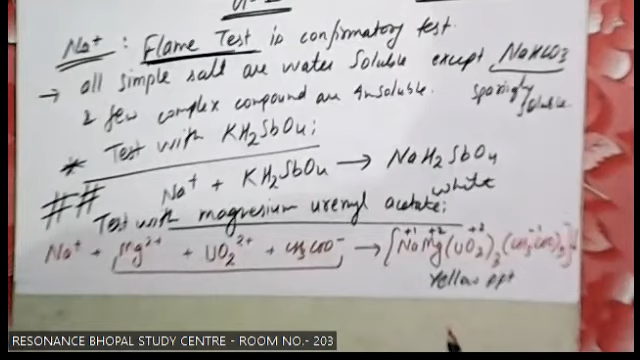 Na⁺ : Flame Test is confirmatory test.
→ all simple salt are water soluble except NaHCO3
sparingly soluble
& few complex compound are insoluble.
* Test with KH2SbO4;
Na⁺ + KH2SbO4 → NaH2SbO4
white
## Test with magnesium urenyl acetate;
Na⁺ + Mg²⁺ + UO2²⁺ + CH3COO⁻ → [NaMg(UO2)3(CH3COO)9]↓
Yellow ppt
RESONANCE BHOPAL STUDY CENTRE - ROOM NO.- 203